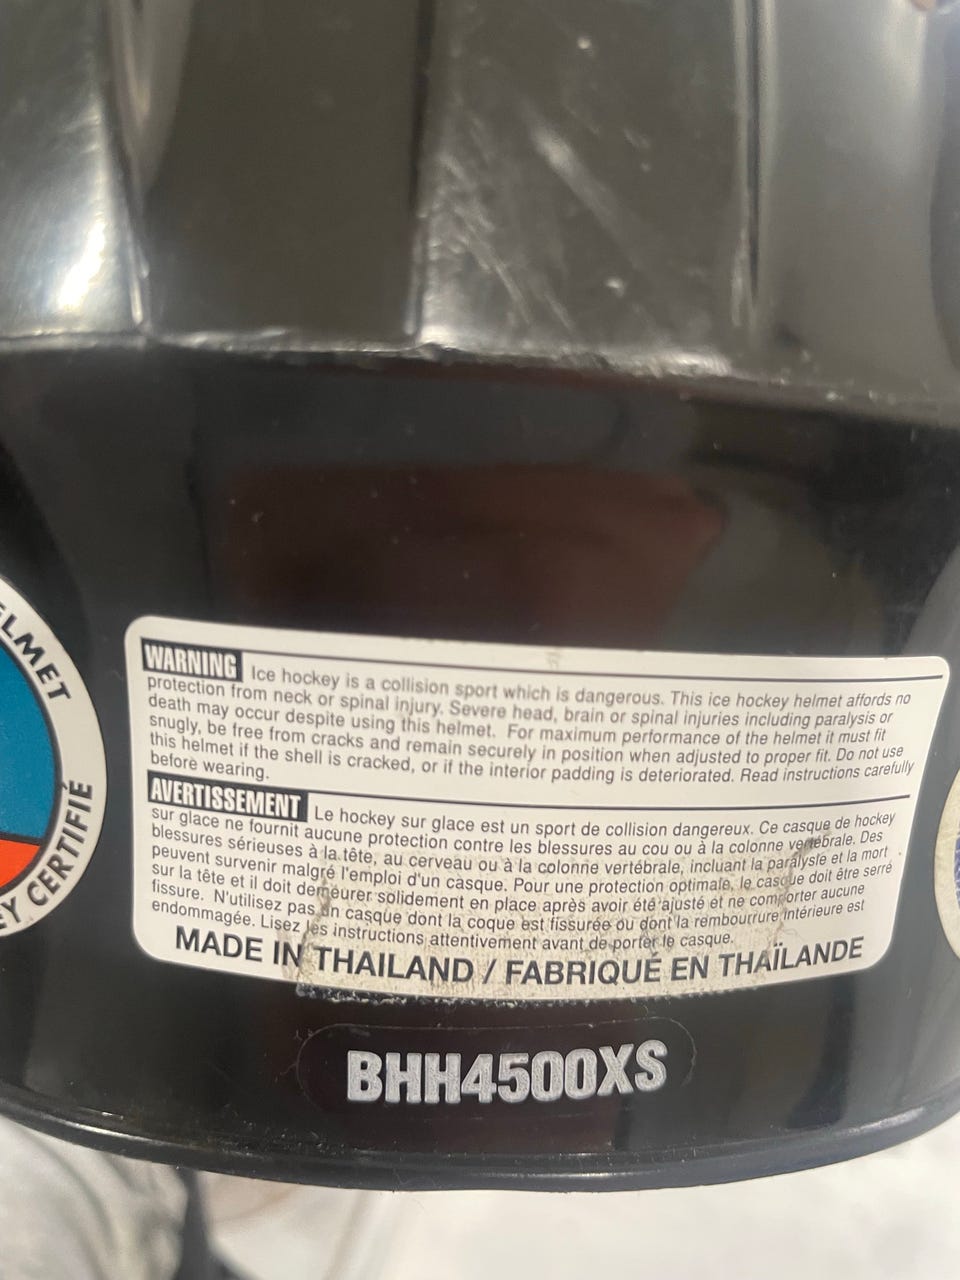 ELMET
EY CERTIFIÉ
WARNING Ice hockey is a collision sport which is dangerous. This ice hockey helmet affords no
protection from neck or spinal injury. Severe head, brain or spinal injuries including paralysis or
death may occur despite using this helmet. For maximum performance of the helmet it must fit
snugly, be free from cracks and remain securely in position when adjusted to proper fit. Do not use
this helmet if the shell is cracked, or if the interior padding is deteriorated. Read instructions carefully
before wearing.
AVERTISSEMENT Le hockey sur glace est un sport de collision dangereux. Ce casque de hockey
sur glace ne fournit aucune protection contre les blessures au cou ou à la colonne vertébrale. Des
blessures sérieuses à la tête, au cerveau ou à la colonne vertébrale, incluant la paralysie et la mort
peuvent survenir malgré l'emploi d'un casque. Pour une protection optimale, le casque doit être serré
sur la tête et il doit demeurer solidement en place après avoir été ajusté et ne comporter aucune
fissure. N'utilisez pas un casque dont la coque est fissurée ou dont la rembourrure intérieure est
endommagée. Lisez les instructions attentivement avant de porter le casque.
MADE IN THAILAND / FABRIQUÉ EN THAÏLANDE
BHH4500XS